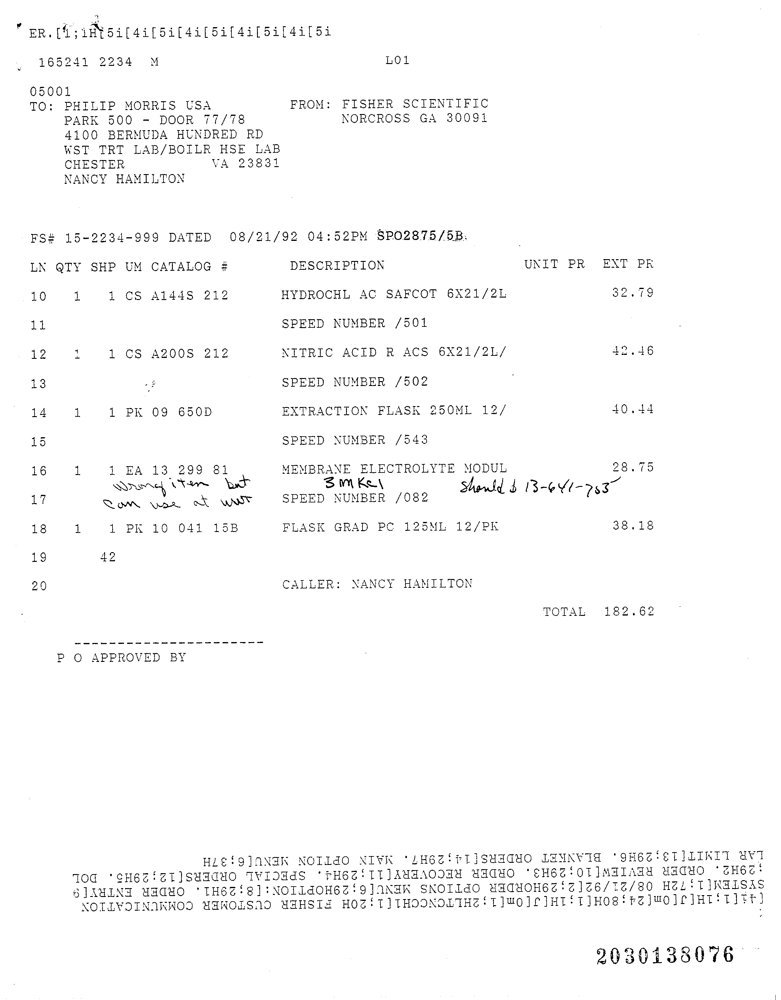 ER.[1;1H[5i[4i[5i[4i[5i[4i[5i[4i[5i
165241 2234 M L01
05001
TO: PHILIP MORRIS USA FROM: FISHER SCIENTIFIC
PARK 500 - DOOR 77/78 NORCROSS GA 30091
4100 BERMUDA HUNDRED RD
WST TRT LAB/BOILR HSE LAB
CHESTER VA 23831
NANCY HAMILTON
FS# 15-2234-999 DATED 08/21/92 04:52PM SPO2875/5B.
LN QTY SHP UM CATALOG # DESCRIPTION UNIT PR EXT PR
10 1 1 CS A144S 212 HYDROCHL AC SAFCOT 6X21/2L 32.79
11 SPEED NUMBER /501
12 1 1 CS A200S 212 NITRIC ACID R ACS 6X21/2L/ 42.46
13 SPEED NUMBER /502
14 1 1 PK 09 650D EXTRACTION FLASK 250ML 12/ 40.44
15 SPEED NUMBER /543
16 1 1 EA 13 299 81 MEMBRANE ELECTROLYTE MODUL 28.75
wrong item but 3 M KCl should b 13-641-765
17 can use at wwt SPEED NUMBER /082
18 1 1 PK 10 041 15B FLASK GRAD PC 125ML 12/PK 38.18
19 42
20 CALLER: NANCY HAMILTON
TOTAL 182.62
----------------------
P O APPROVED BY
[4i[1;1H[J[0m[24;80H[1;1H[J[0m[1;2HLTCNCCHI[1;20H FISHER CUSTOMER COMMUNICATION
SYSTEM[1;72H 08/21/92[2;29HORDER OPTIONS MENU[6;29HOPTION:[8;29H1. ORDER ENTRY[9
;29H2. ORDER REVIEW[10;29H3. ORDER RECOVERY[11;29H4. SPECIAL ORDERS[12;29H5. DOL
LAR LIMIT[13;29H6. BLANKET ORDERS[14;29H7. MAIN OPTION MENU[6;37H
2030138076